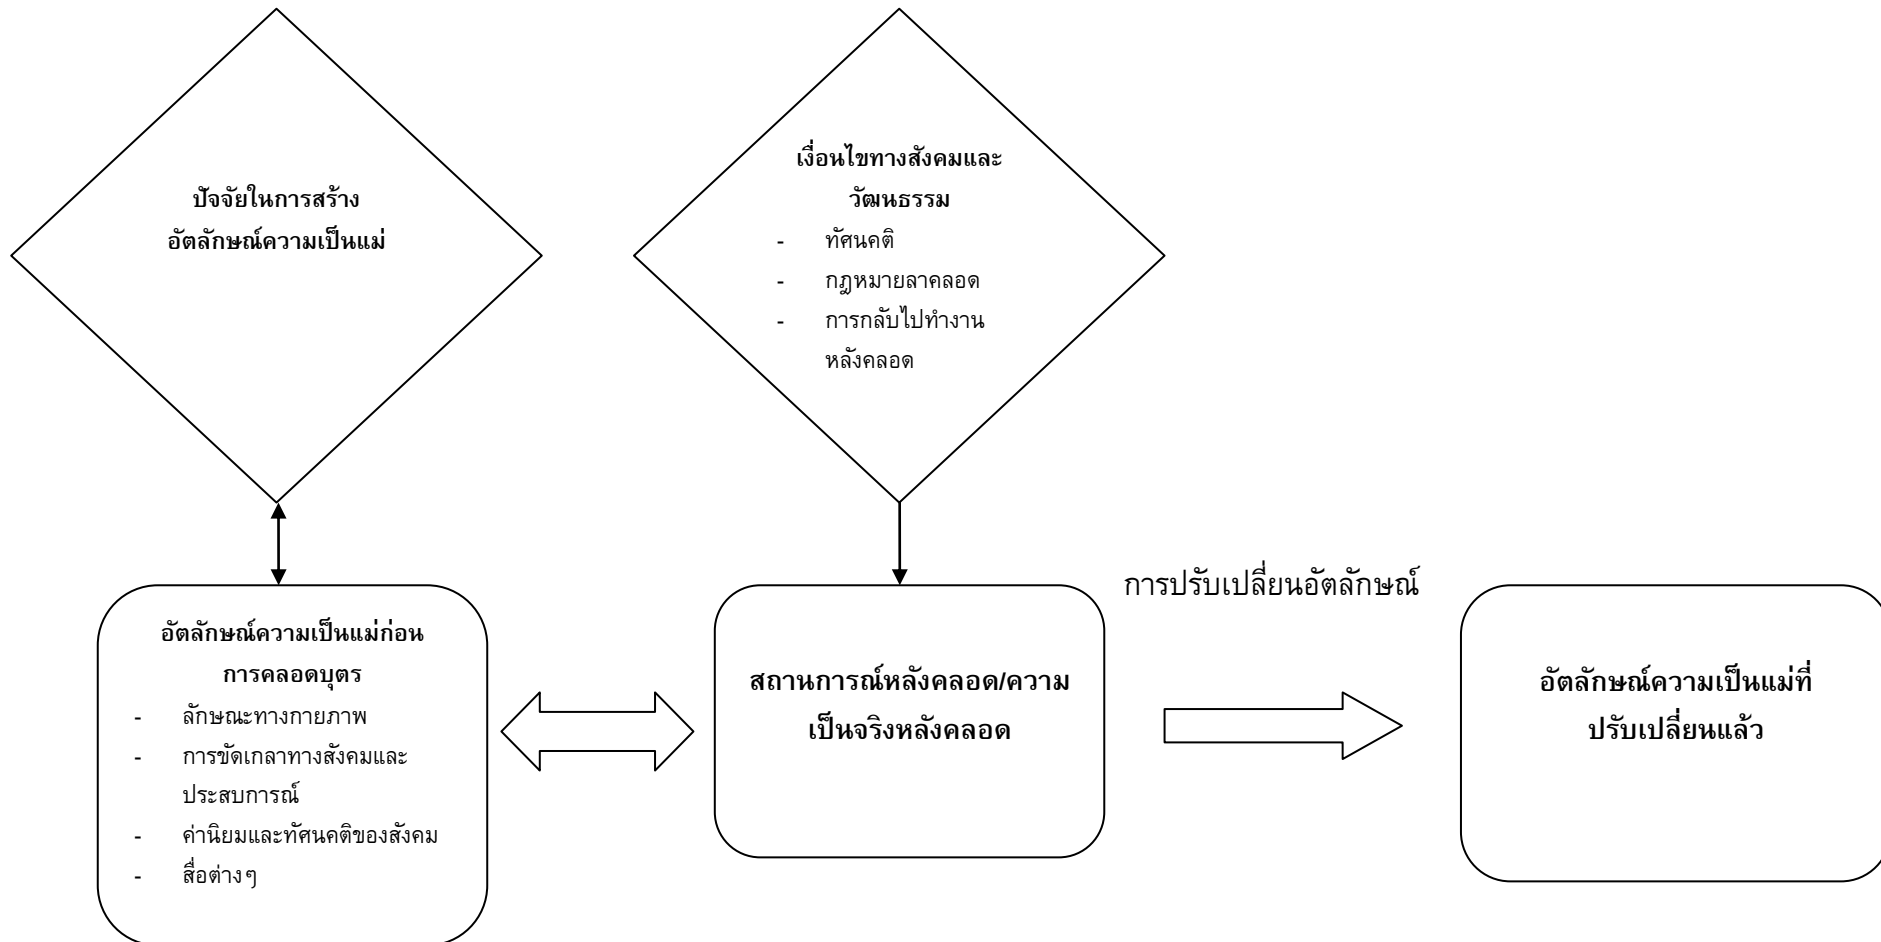 ปัจจัยในการสร้าง
อัตลักษณ์ความเป็นแม่
เงื่อนไขทางสังคมและ
วัฒนธรรม
- ทัศนคติ
- กฎหมายลาคลอด
- การกลับไปทำงาน
หลังคลอด
อัตลักษณ์ความเป็นแม่ก่อน
การคลอดบุตร
- ลักษณะทางกายภาพ
- การขัดเกลาทางสังคมและ
ประสบการณ์
- ค่านิยมและทัศนคติของสังคม
- สื่อต่างๆ
สถานการณ์หลังคลอด/ความ
เป็นจริงหลังคลอด
การปรับเปลี่ยนอัตลักษณ์
อัตลักษณ์ความเป็นแม่ที่
ปรับเปลี่ยนแล้ว